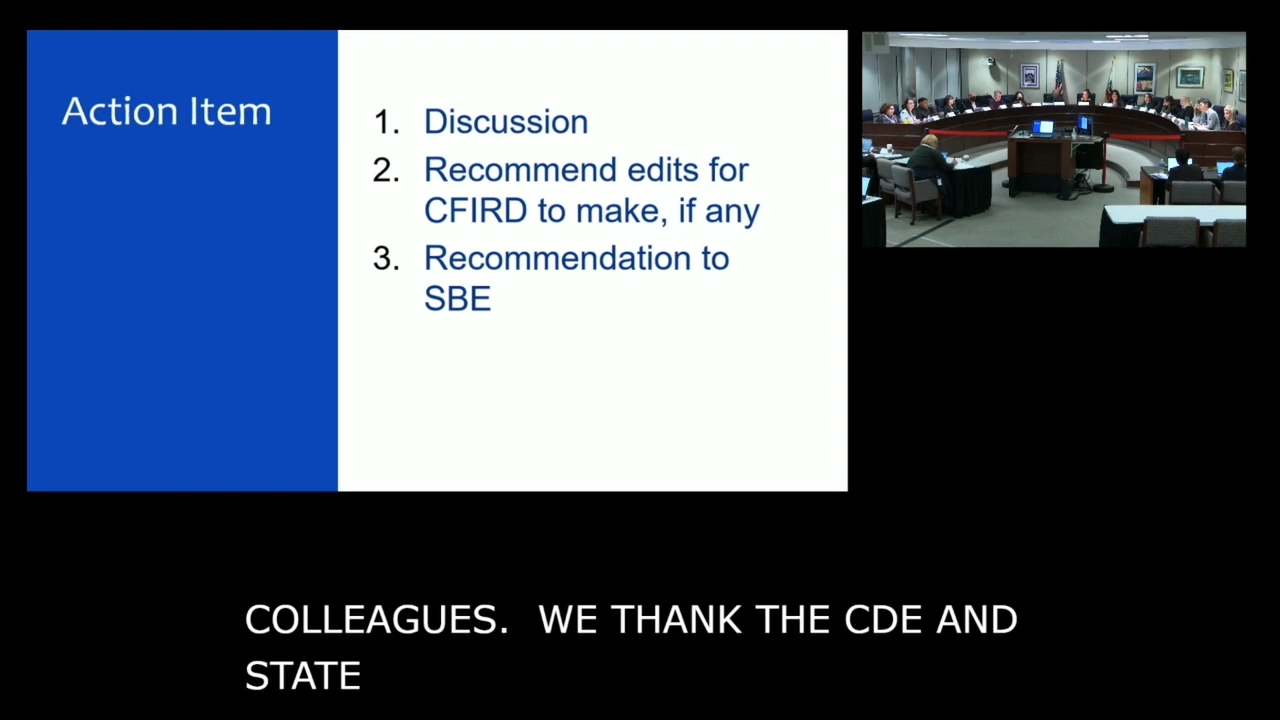 Action Item
1. Discussion
2. Recommend edits for
CFIRD to make, if any
3. Recommendation to
SBE
COLLEAGUES.  WE THANK THE CDE AND
STATE